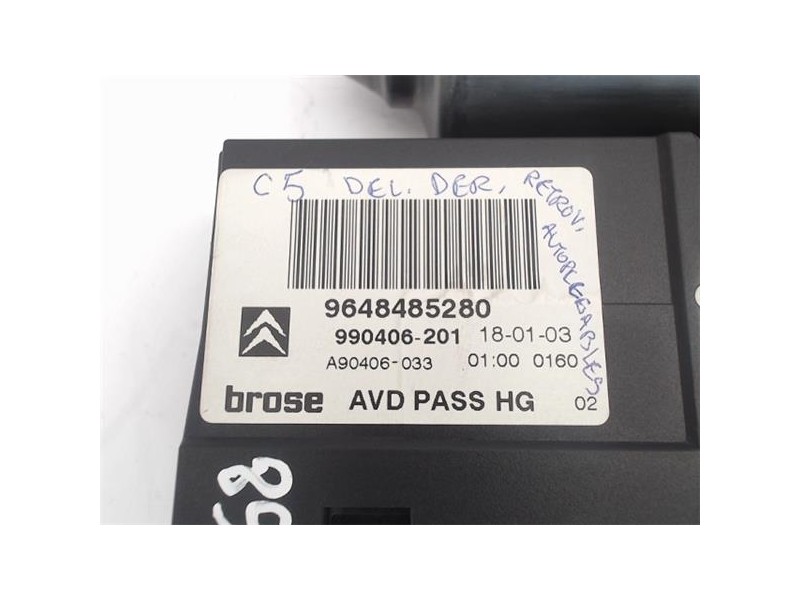 C5 DEL. DER. RETROV.
AUTOPLEGABLES
9648485280
990406-201 18-01-03
A90406-033 01:00 0160
brose AVD PASS HG 02